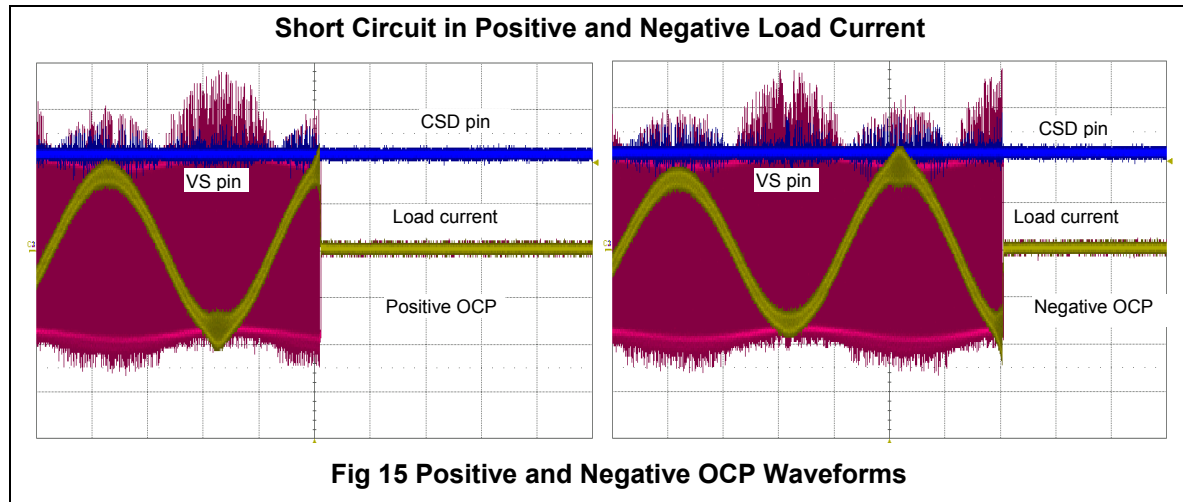 Short Circuit in Positive and Negative Load Current
CSD pin
VS pin
Load current
Positive OCP
CSD pin
VS pin
Load current
Negative OCP
Fig 15 Positive and Negative OCP Waveforms